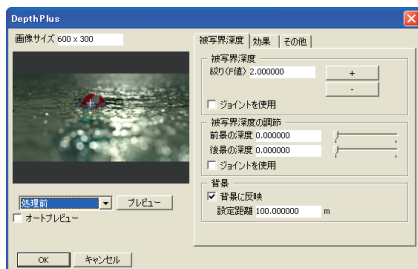 DepthPlus
画像サイズ 600 x 300
処理前
プレビュー
オートプレビュー
OK
キャンセル
被写界深度 効果 その他
被写界深度
絞り(F値) 2.000000
+
-
ジョイントを使用
被写界深度の調節
前景の深度 0.000000
後景の深度 0.000000
ジョイントを使用
背景
背景に反映
設定距離 100.000000 m